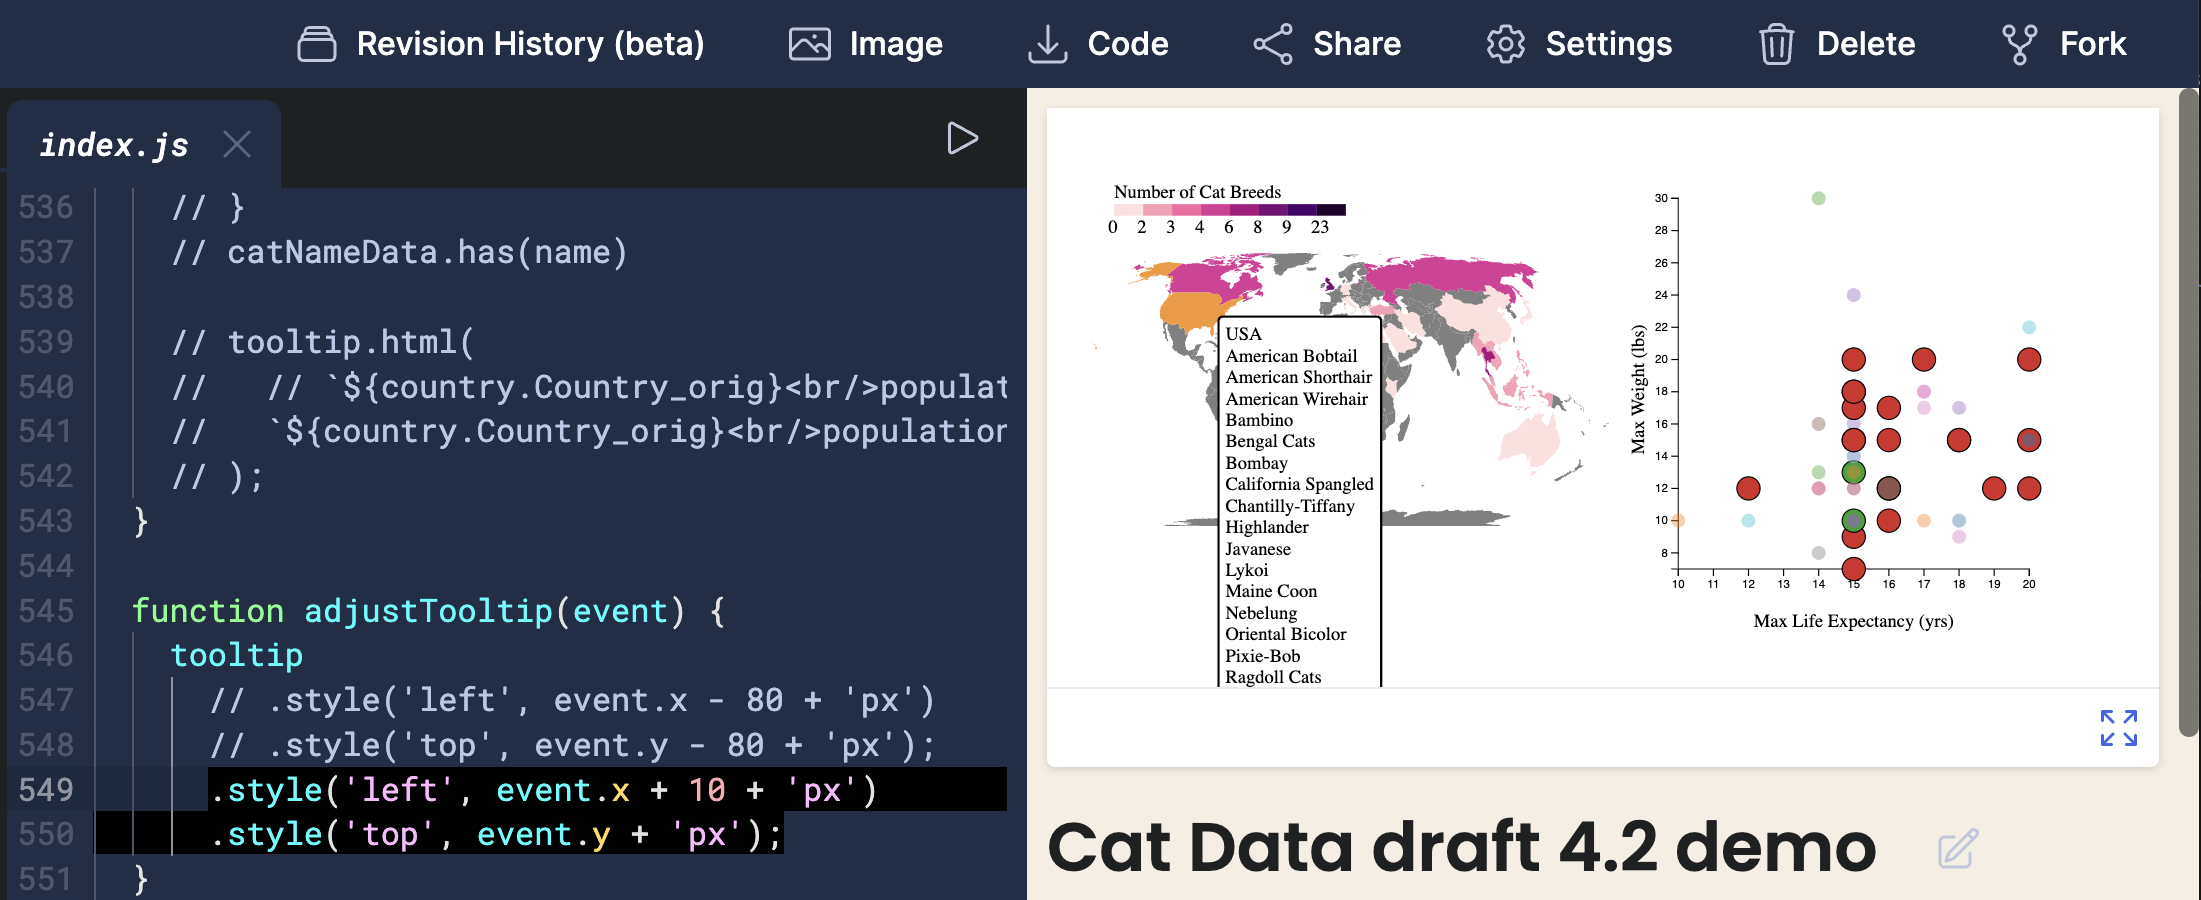 Revision History (beta) Image Code Share Settings Delete Fork
index.js
536 // }
537 // catNameData.has(name)
538
539 // tooltip.html(
540 //   // `${country.Country_orig}<br/>populat
541 //   `${country.Country_orig}<br/>population
542 // );
543 }
544
545 function adjustTooltip(event) {
546 tooltip
547 // .style('left', event.x - 80 + 'px')
548 // .style('top', event.y - 80 + 'px');
549 .style('left', event.x + 10 + 'px')
550 .style('top', event.y + 'px');
551 }
Number of Cat Breeds
0 2 3 4 6 8 9 23
USA
American Bobtail
American Shorthair
American Wirehair
Bambino
Bengal Cats
Bombay
California Spangled
Chantilly-Tiffany
Highlander
Javanese
Lykoi
Maine Coon
Nebelung
Oriental Bicolor
Pixie-Bob
Ragdoll Cats
Max Weight (lbs)
30
28
26
24
22
20
18
16
14
12
10
8
10 11 12 13 14 15 16 17 18 19 20
Max Life Expectancy (yrs)
Cat Data draft 4.2 demo